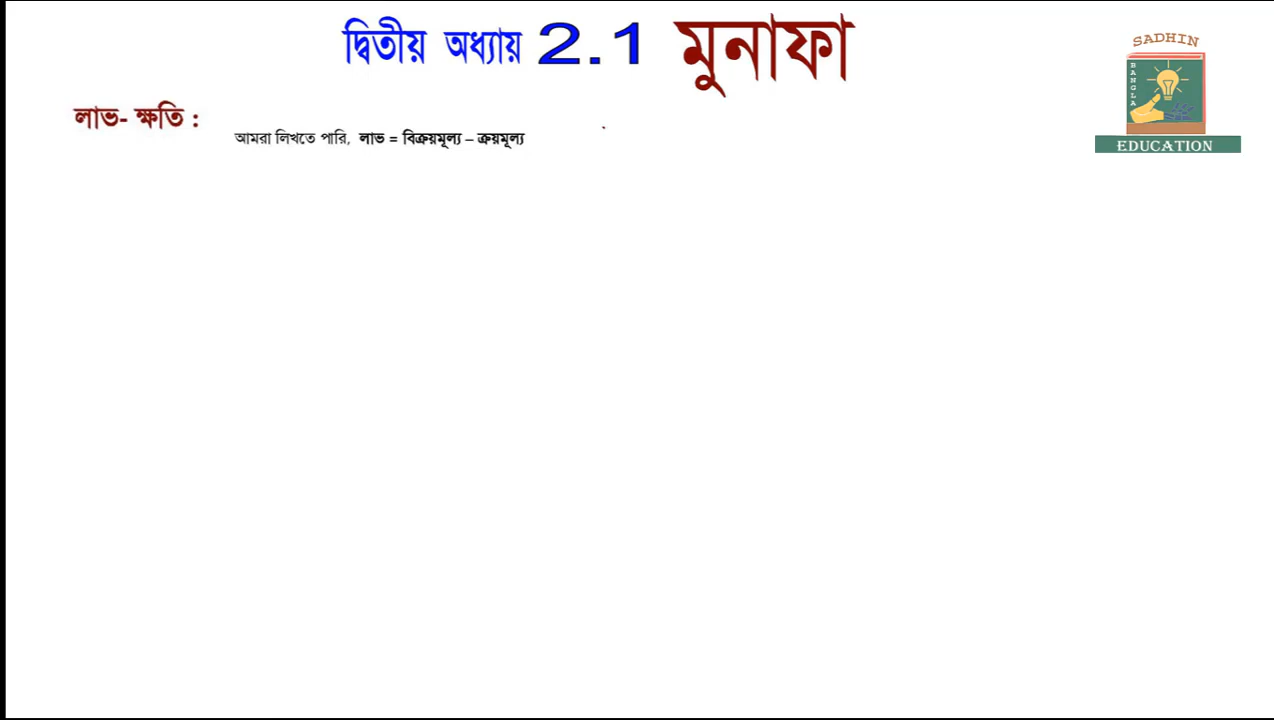 দ্বিতীয় অধ্যায় 2.1 মুনাফা
SADHIN
BANGLA
EDUCATION
লাভ- ক্ষতি :
আমরা লিখতে পারি, লাভ = বিক্রয়মূল্য – ক্রয়মূল্য